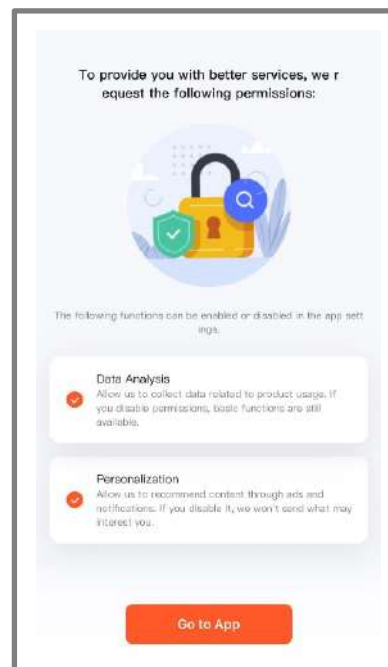 To provide you with better services, we r
equest the following permissions:
The following functions can be enabled or disabled in the app sett
ings.
Data Analysis
Allow us to collect data related to product usage. If
you disable permissions, basic functions are still
available.
Personalization
Allow us to recommend content through ads and
notifications. If you disable it, we won't send what may
interest you.
Go to App